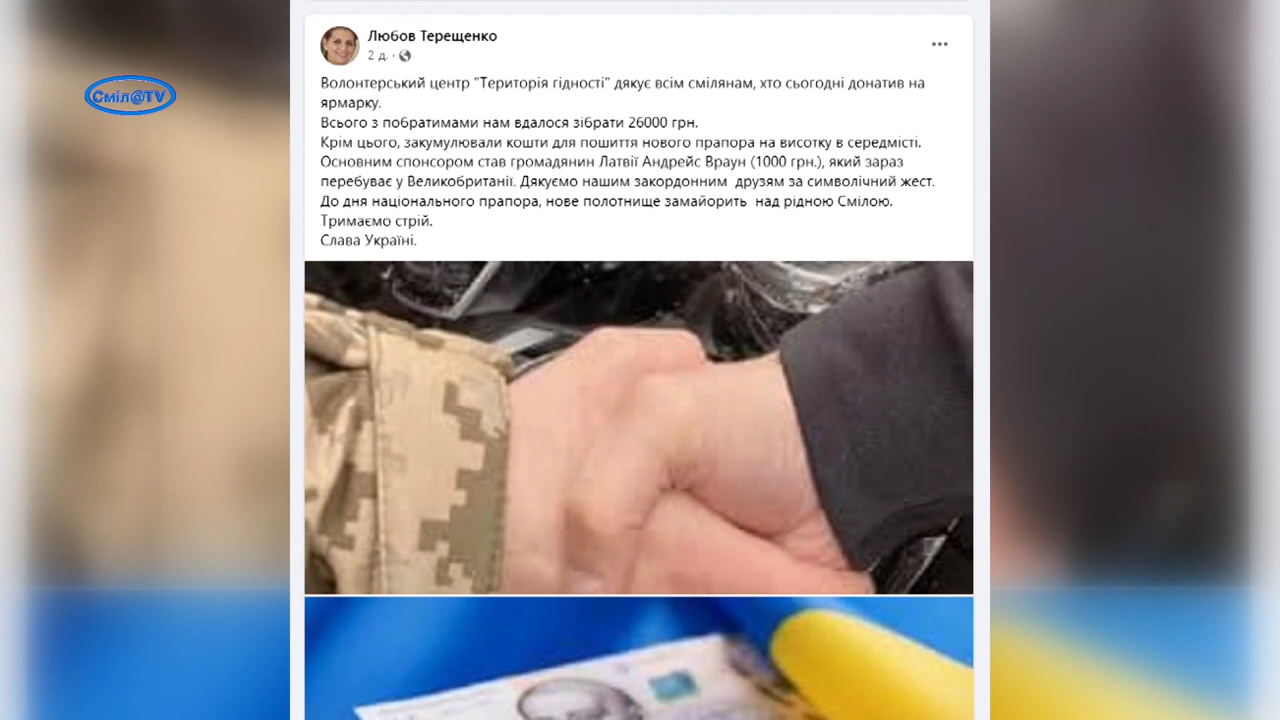 Сміл@TV
Любов Терещенко
2 д. ·
Волонтерський центр "Територія гідності" дякує всім смілянам, хто сьогодні донатив на
ярмарку.
Всього з побратимами нам вдалося зібрати 26000 грн.
Крім цього, закумулювали кошти для пошиття нового прапора на висотку в середмісті.
Основним спонсором став громадянин Латвії Андрейс Враун (1000 грн.), який зараз
перебуває у Великобританії. Дякуємо нашим закордонним друзям за символічний жест.
До дня національного прапора, нове полотнище замайорить над рідною Смілою.
Тримаємо стрій.
Слава Україні.